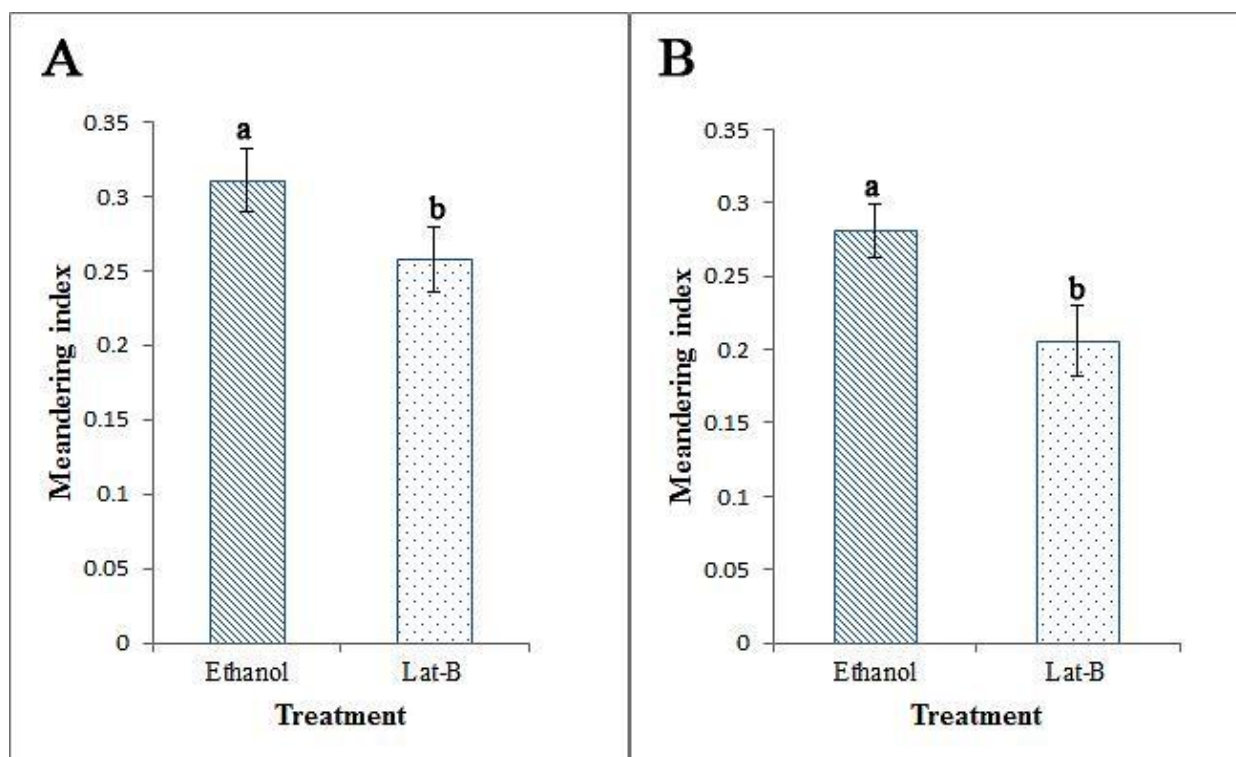 A
0.35
0.3
0.25
0.2
0.15
0.1
0.05
0
Meandering index
a
b
Ethanol
Lat-B
Treatment
B
0.35
0.3
0.25
0.2
0.15
0.1
0.05
0
Meandering index
a
b
Ethanol
Lat-B
Treatment